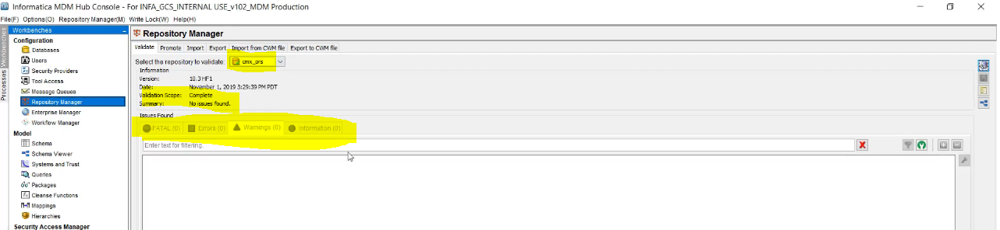 Informatica MDM Hub Console - For INFA_GCS_INTERNAL USE_v102_MDM Production
File(F) Options(O) Repository Manager(M) Write Lock(W) Help(H)
Workbenches
Processes
Workbenches
Configuration
Databases
Users
Security Providers
Tool Access
Message Queues
Repository Manager
Enterprise Manager
Workflow Manager
Model
Schema
Schema Viewer
Systems and Trust
Queries
Packages
Cleanse Functions
Mappings
Hierarchies
Security Access Manager
Repository Manager
Validate Promote Import Export Import from CWM file Export to CWM file
Select the repository to validate: cmx_ors
Information
Version: 10.3 HF1
Date: November 1, 2019 3:29:39 PM PDT
Validation Scope: Complete
Summary: No issues found.
Issues Found
FATAL (0) Errors (0) Warnings (0) Information (0)
Enter text for filtering.